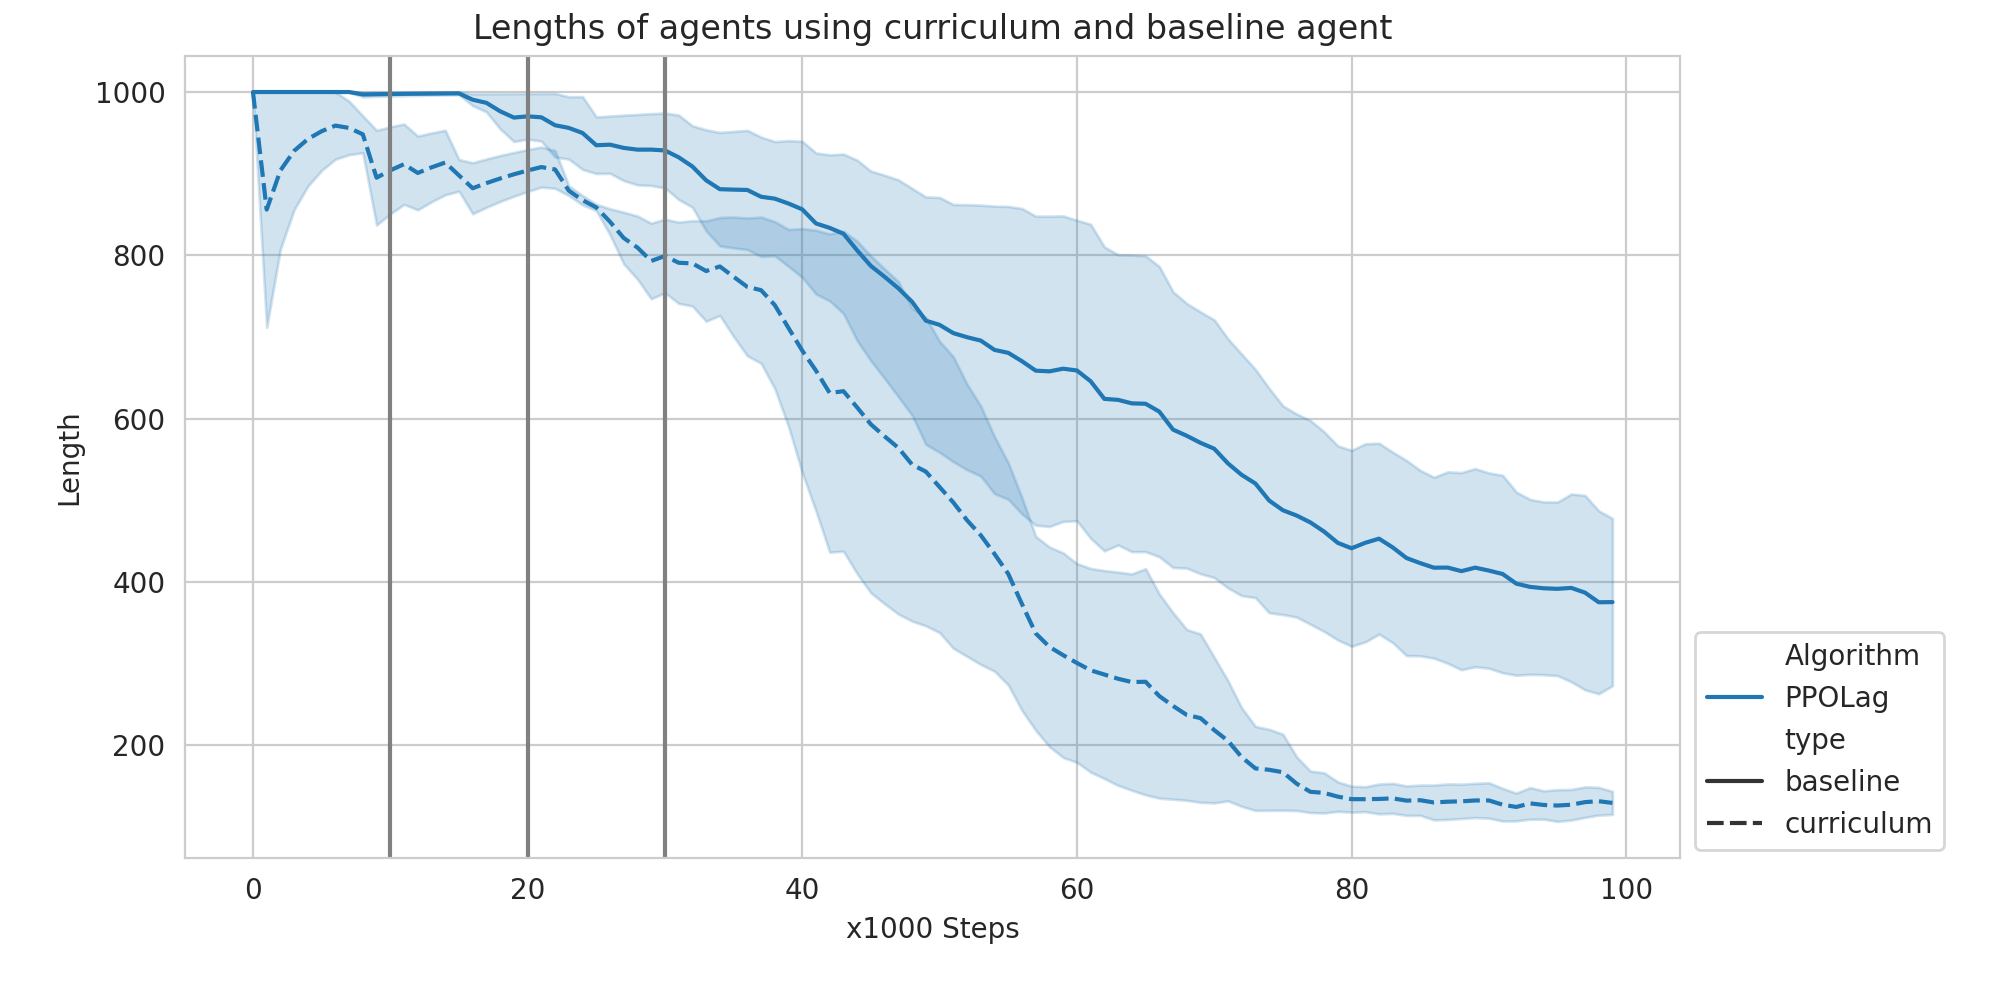 Lengths of agents using curriculum and baseline agent
1000
800
600
400
200
Length
0 20 40 60 80 100
x1000 Steps
Algorithm
PPOLag
type
baseline
curriculum